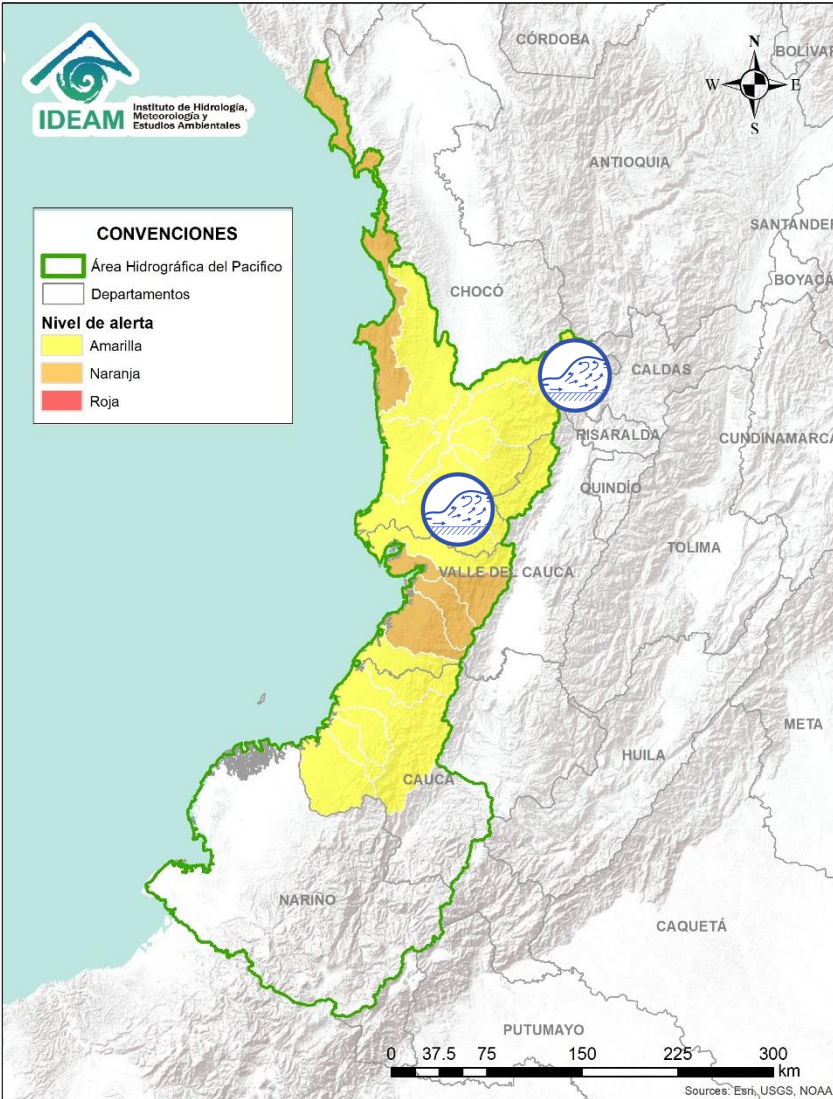 IDEAM
Instituto de Hidrología,
Meteorología y
Estudios Ambientales
CÓRDOBA
BOLÍVAR
N
W
E
S
ANTIOQUIA
SANTANDER
BOYACÁ
CONVENCIONES
Área Hidrográfica del Pacifico
Departamentos
Nivel de alerta
Amarilla
Naranja
Roja
CHOCÓ
CALDAS
RISARALDA
CUNDINAMARCA
QUINDÍO
TOLIMA
VALLE DEL CAUCA
META
HUILA
CAUCA
NARIÑO
CAQUETÁ
PUTUMAYO
0 37.5 75 150 225 300
km
Sources: Esri, USGS, NOAA